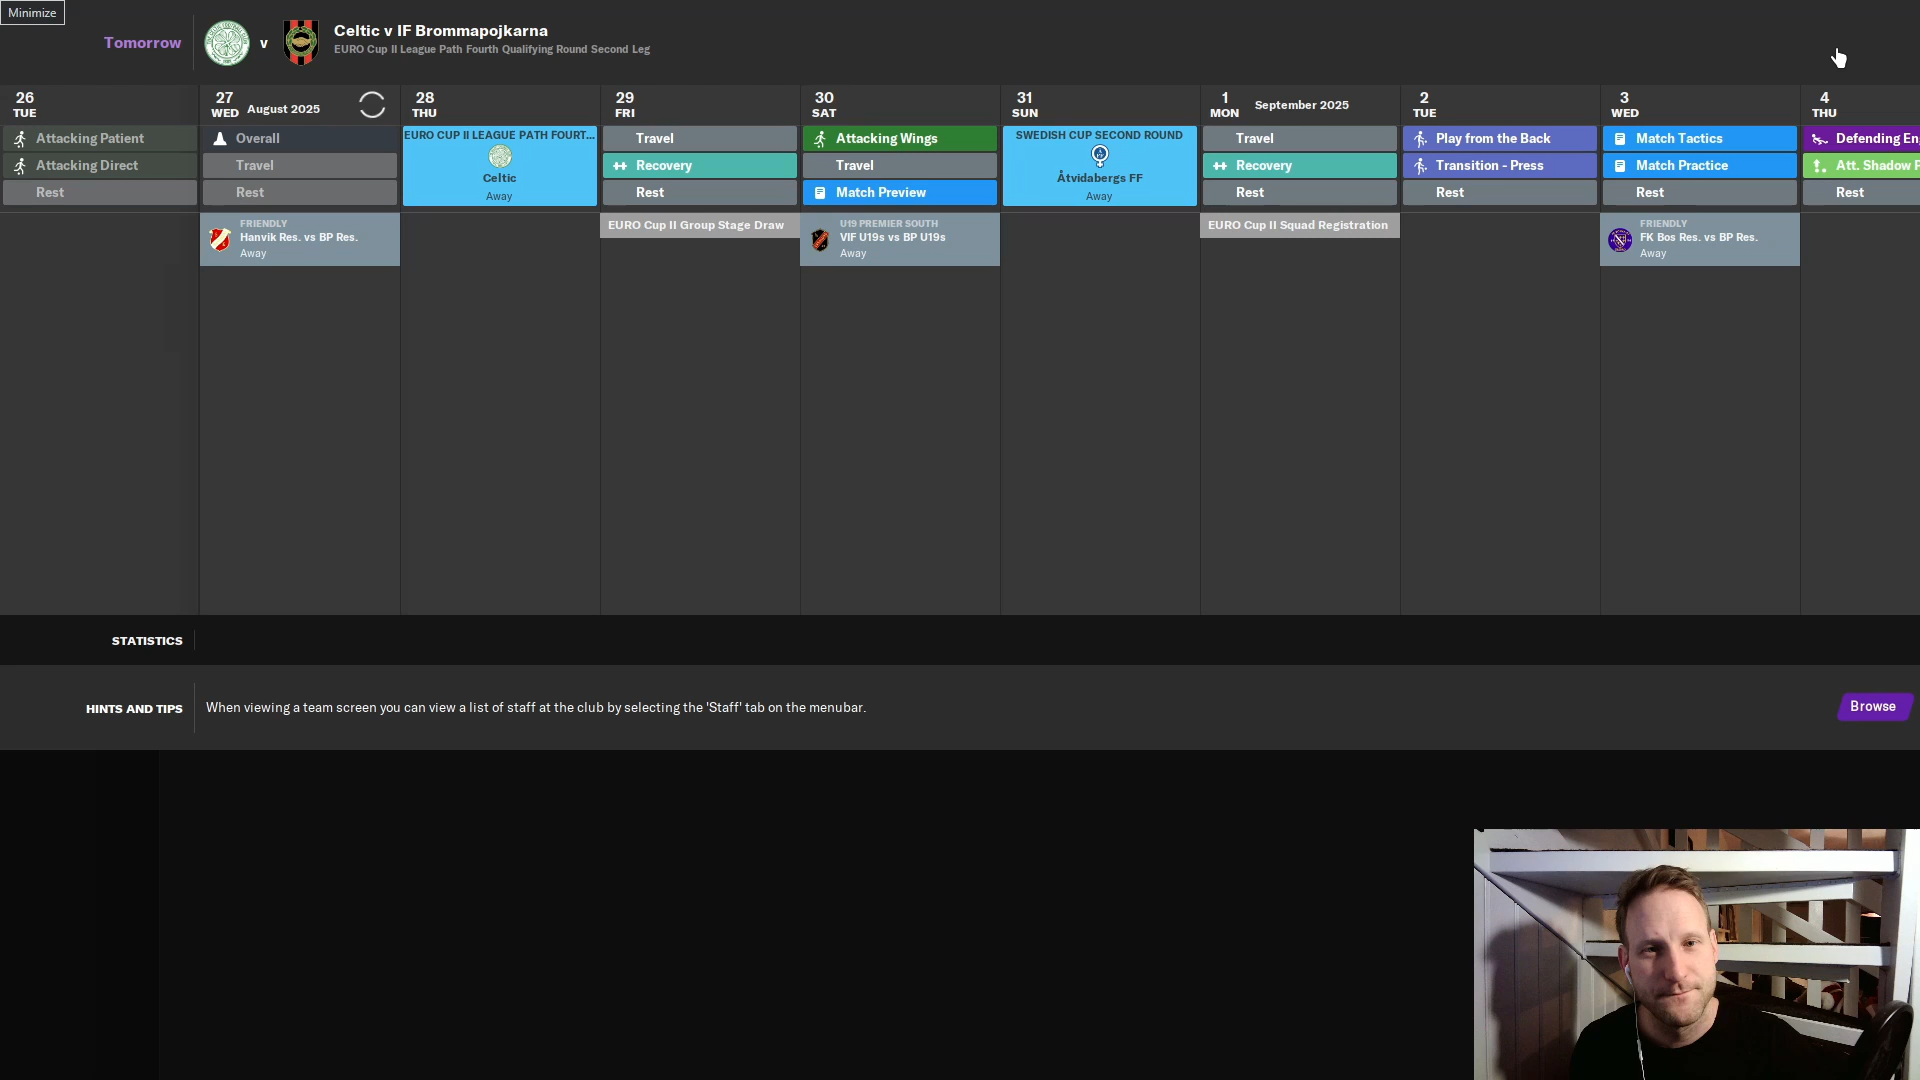 Minimize
Tomorrow
v
Celtic v IF Brommapojkarna
EURO Cup II League Path Fourth Qualifying Round Second Leg
26
TUE
Attacking Patient
Attacking Direct
Rest
27
WED August 2025
Overall
Travel
Rest
FRIENDLY
Hanvik Res. vs BP Res.
Away
28
THU
EURO CUP II LEAGUE PATH FOURT...
Celtic
Away
29
FRI
Travel
Recovery
Rest
EURO Cup II Group Stage Draw
30
SAT
Attacking Wings
Travel
Match Preview
U19 PREMIER SOUTH
VIF U19s vs BP U19s
Away
31
SUN
SWEDISH CUP SECOND ROUND
Åtvidabergs FF
Away
1
MON September 2025
Travel
Recovery
Rest
EURO Cup II Squad Registration
2
TUE
Play from the Back
Transition - Press
Rest
3
WED
Match Tactics
Match Practice
Rest
FRIENDLY
FK Bos Res. vs BP Res.
Away
4
THU
Defending En
Att. Shadow P
Rest
STATISTICS
HINTS AND TIPS
When viewing a team screen you can view a list of staff at the club by selecting the 'Staff' tab on the menubar.
Browse